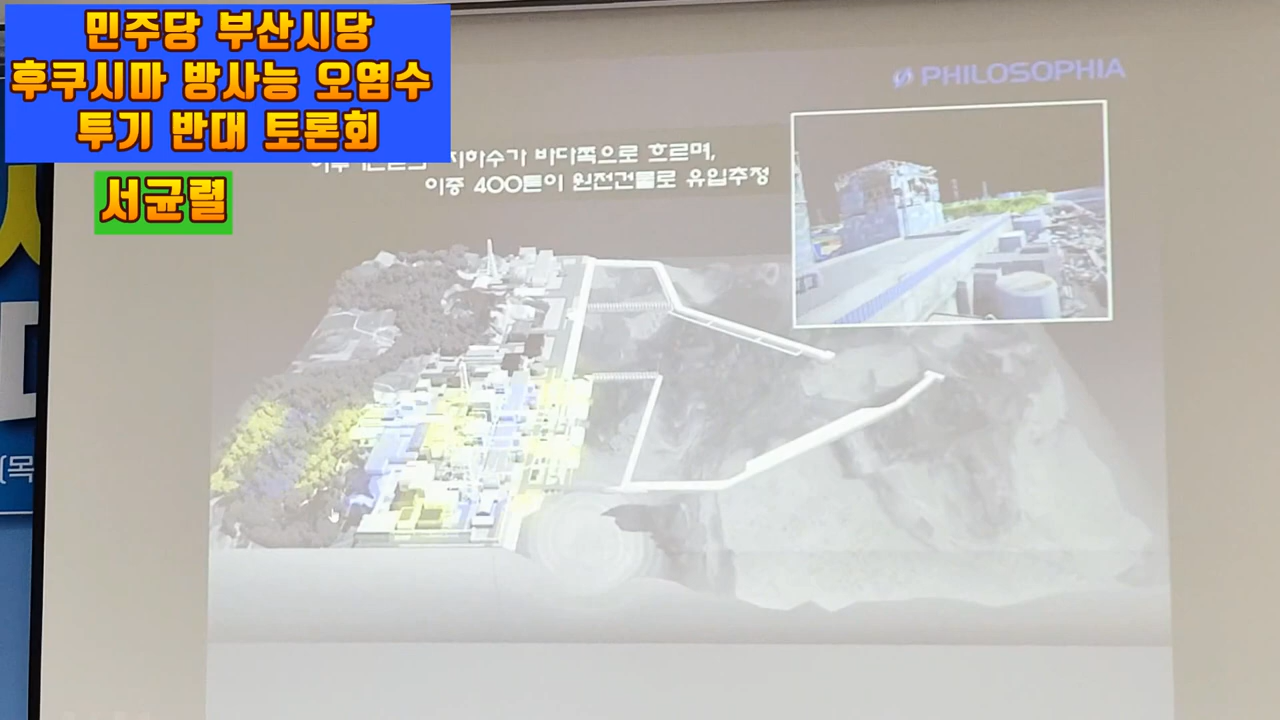 민주당 부산시당
후쿠시마 방사능 오염수
투기 반대 토론회
서균렬
PHILOSOPHIA
지하수가 바다쪽으로 흐르며,
이중 400톤이 원전건물로 유입추정
(목